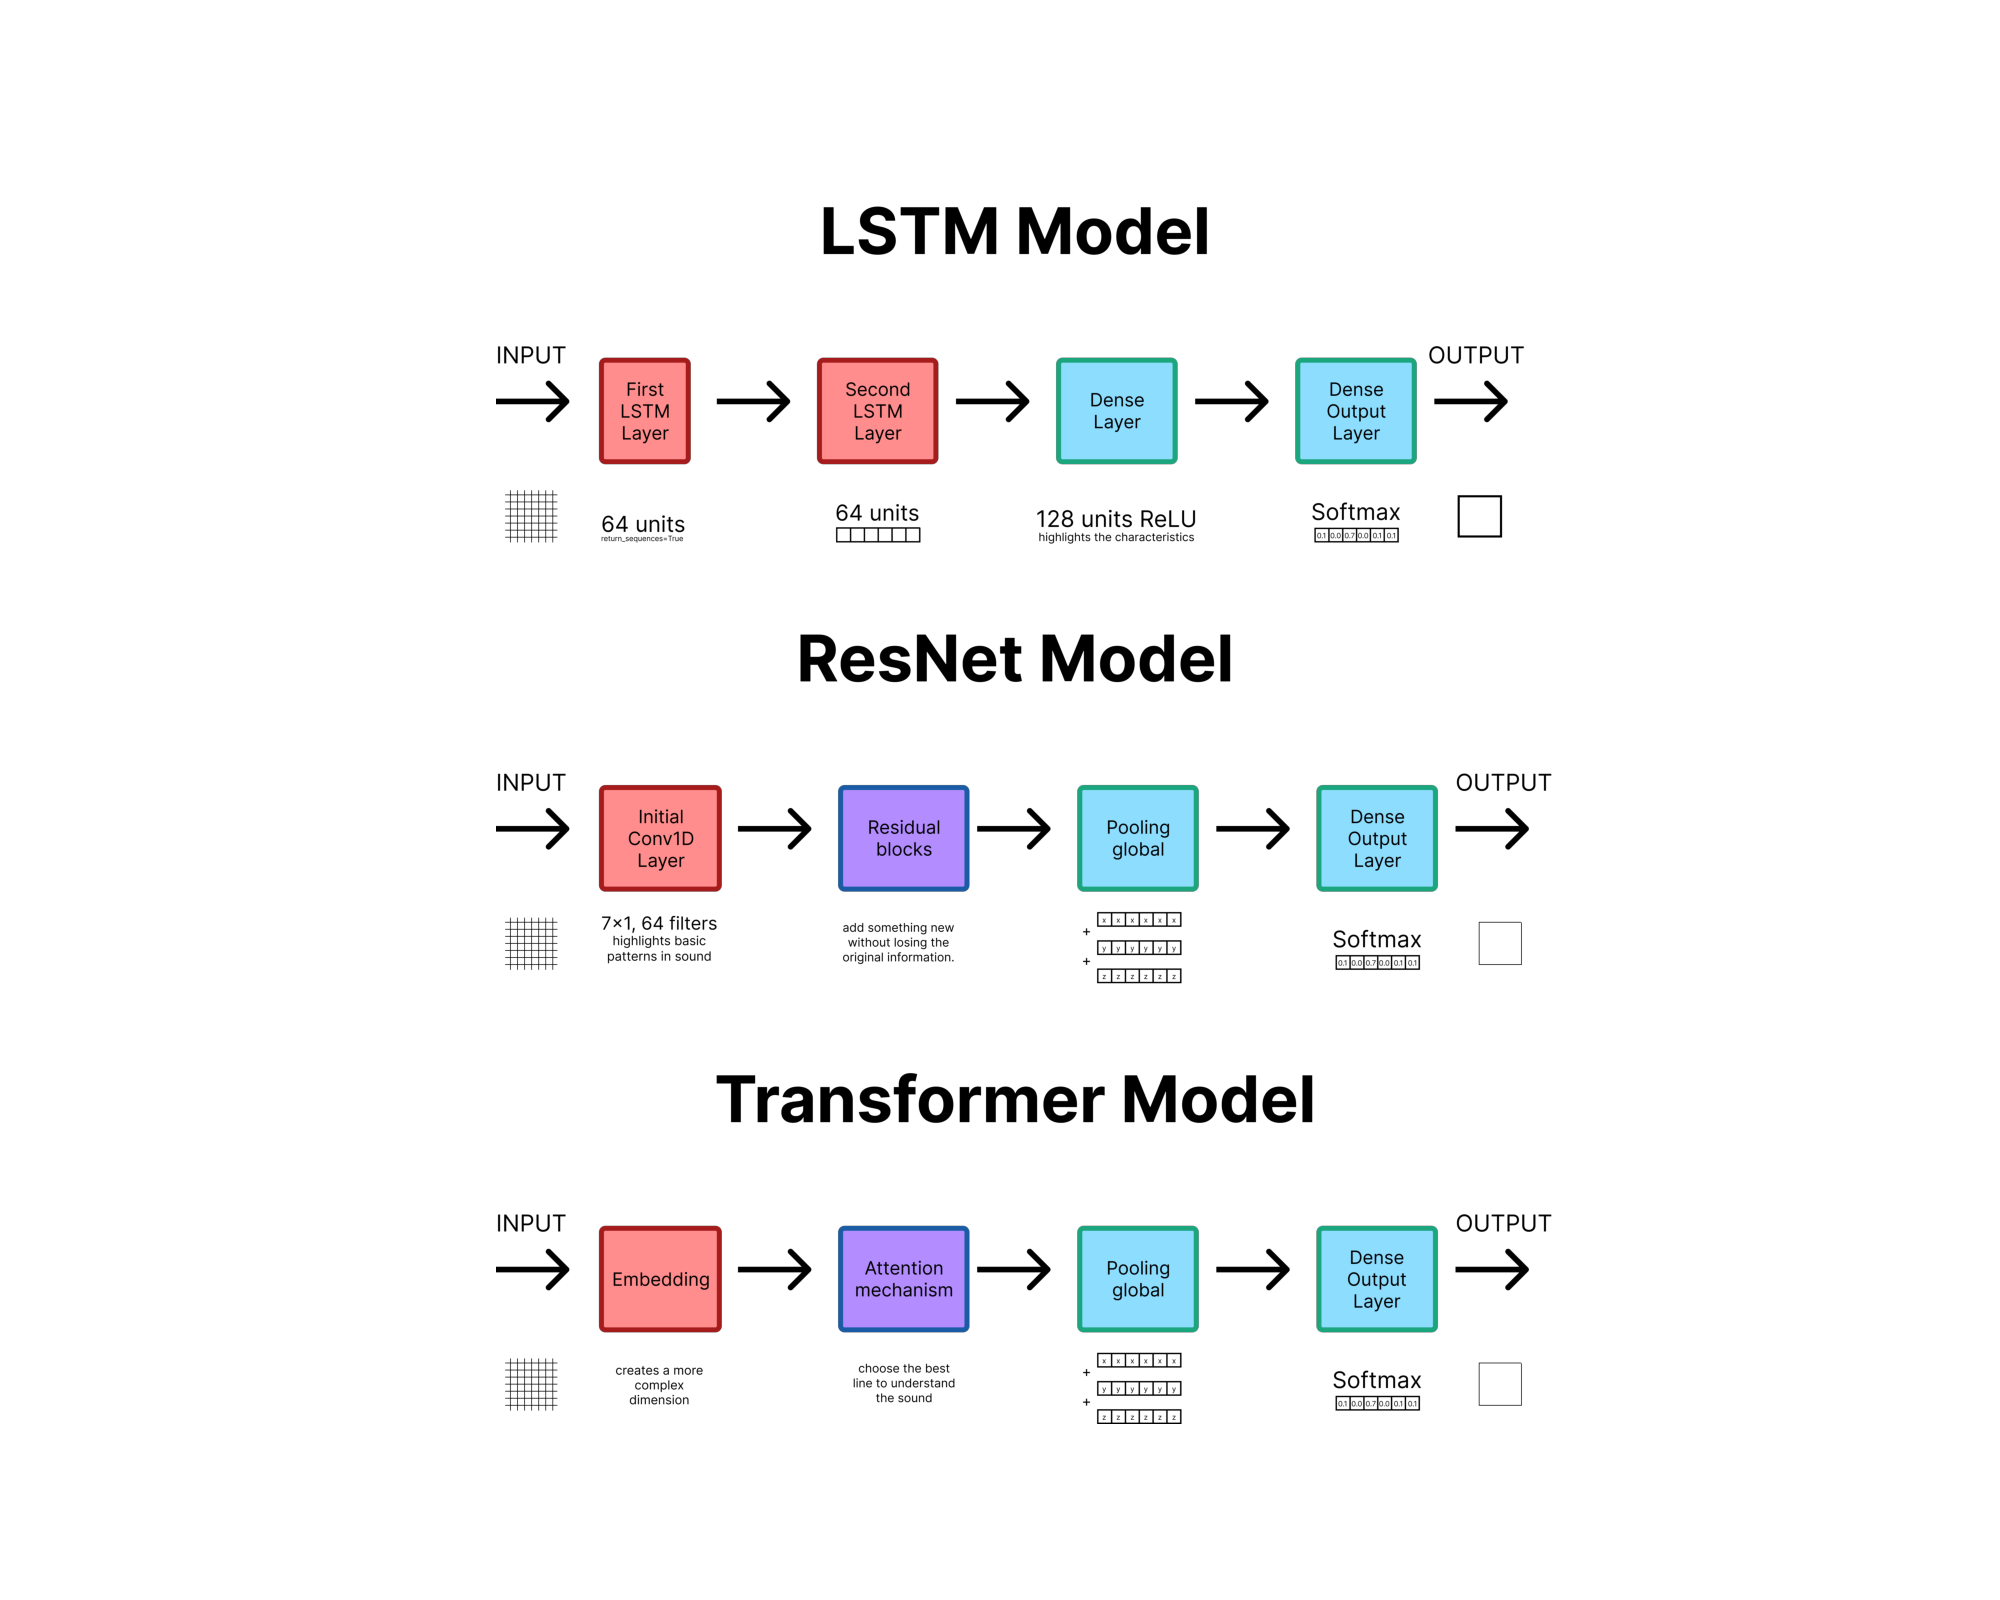 LSTM Model
INPUT
OUTPUT
First
LSTM
Layer
Second
LSTM
Layer
Dense
Layer
Dense
Output
Layer
64 units
return_sequences=True
64 units
128 units ReLU
highlights the characteristics
Softmax
0.1 0.0 0.7 0.0 0.1 0.1
ResNet Model
INPUT
OUTPUT
Initial
Conv1D
Layer
Residual
blocks
Pooling
global
Dense
Output
Layer
7×1, 64 filters
highlights basic
patterns in sound
add something new
without losing the
original information.
x x x x x x
+
y y y y y y
+
z z z z z z
Softmax
0.1 0.0 0.7 0.0 0.1 0.1
Transformer Model
INPUT
OUTPUT
Embedding
Attention
mechanism
Pooling
global
Dense
Output
Layer
creates a more
complex
dimension
choose the best
line to understand
the sound
x x x x x x
+
y y y y y y
+
z z z z z z
Softmax
0.1 0.0 0.7 0.0 0.1 0.1